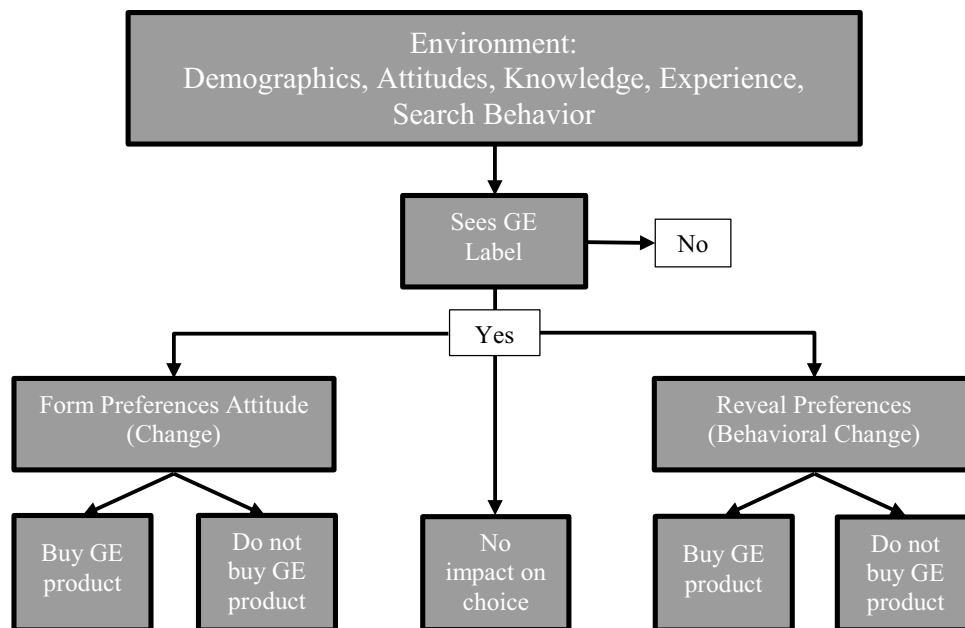 Environment:
Demographics, Attitudes, Knowledge, Experience,
Search Behavior
Sees GE
Label
No
Yes
Form Preferences Attitude
(Change)
Reveal Preferences
(Behavioral Change)
Buy GE
product
Do not
buy GE
product
No
impact on
choice
Buy GE
product
Do not
buy GE
product